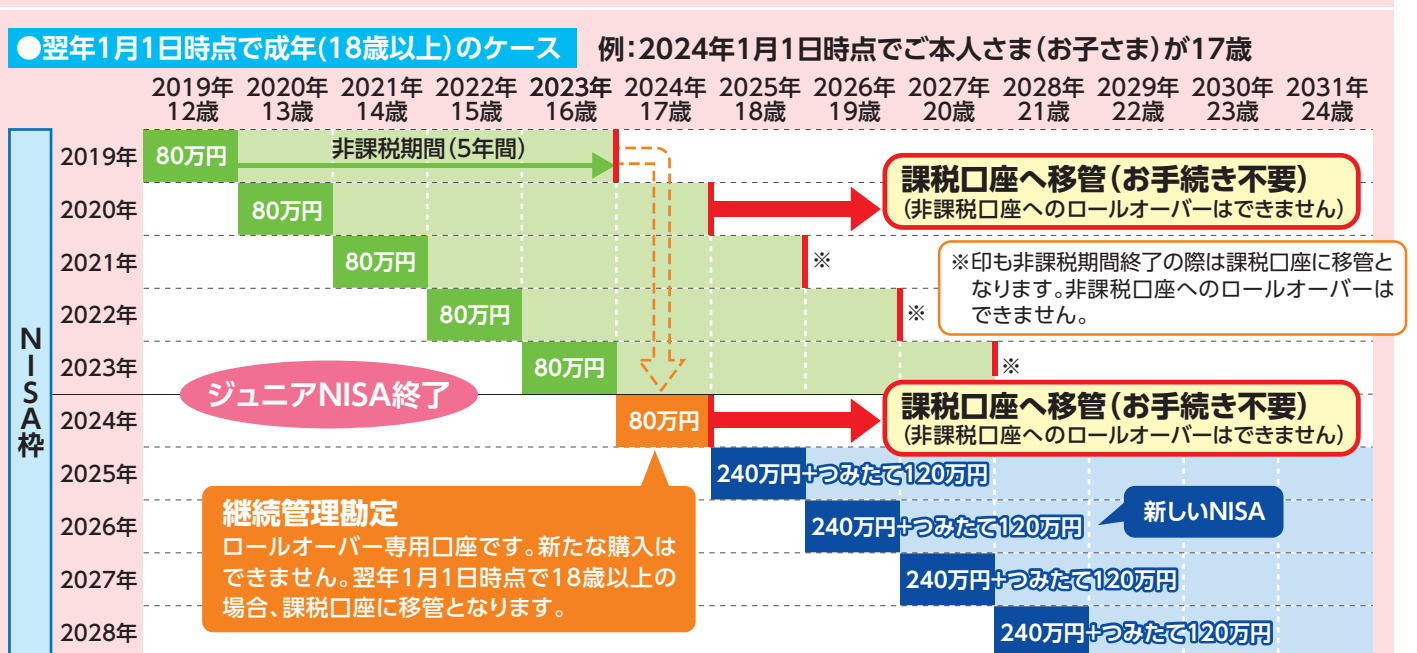 ●翌年1月1日時点で成年(18歳以上)のケース 例：2024年1月1日時点でご本人さま(お子さま)が17歳
2019年 2020年 2021年 2022年 2023年 2024年 2025年 2026年 2027年 2028年 2029年 2030年 2031年
12歳 13歳 14歳 15歳 16歳 17歳 18歳 19歳 20歳 21歳 22歳 23歳 24歳
NISA枠
2019年 80万円 非課税期間(5年間)
課税口座へ移管(お手続き不要)
(非課税口座へのロールオーバーはできません)
2020年 80万円
2021年 80万円 ※
※印も非課税期間終了の際は課税口座に移管と
なります。非課税口座へのロールオーバーは
できません。
2022年 80万円 ※
2023年 80万円 ※
ジュニアNISA終了
課税口座へ移管(お手続き不要)
(非課税口座へのロールオーバーはできません)
2024年 80万円
2025年 240万円+つみたて120万円
継続管理勘定
ロールオーバー専用口座です。新たな購入は
できません。翌年1月1日時点で18歳以上の
場合、課税口座に移管となります。
2026年 240万円+つみたて120万円
新しいNISA
2027年 240万円+つみたて120万円
2028年 240万円+つみたて120万円